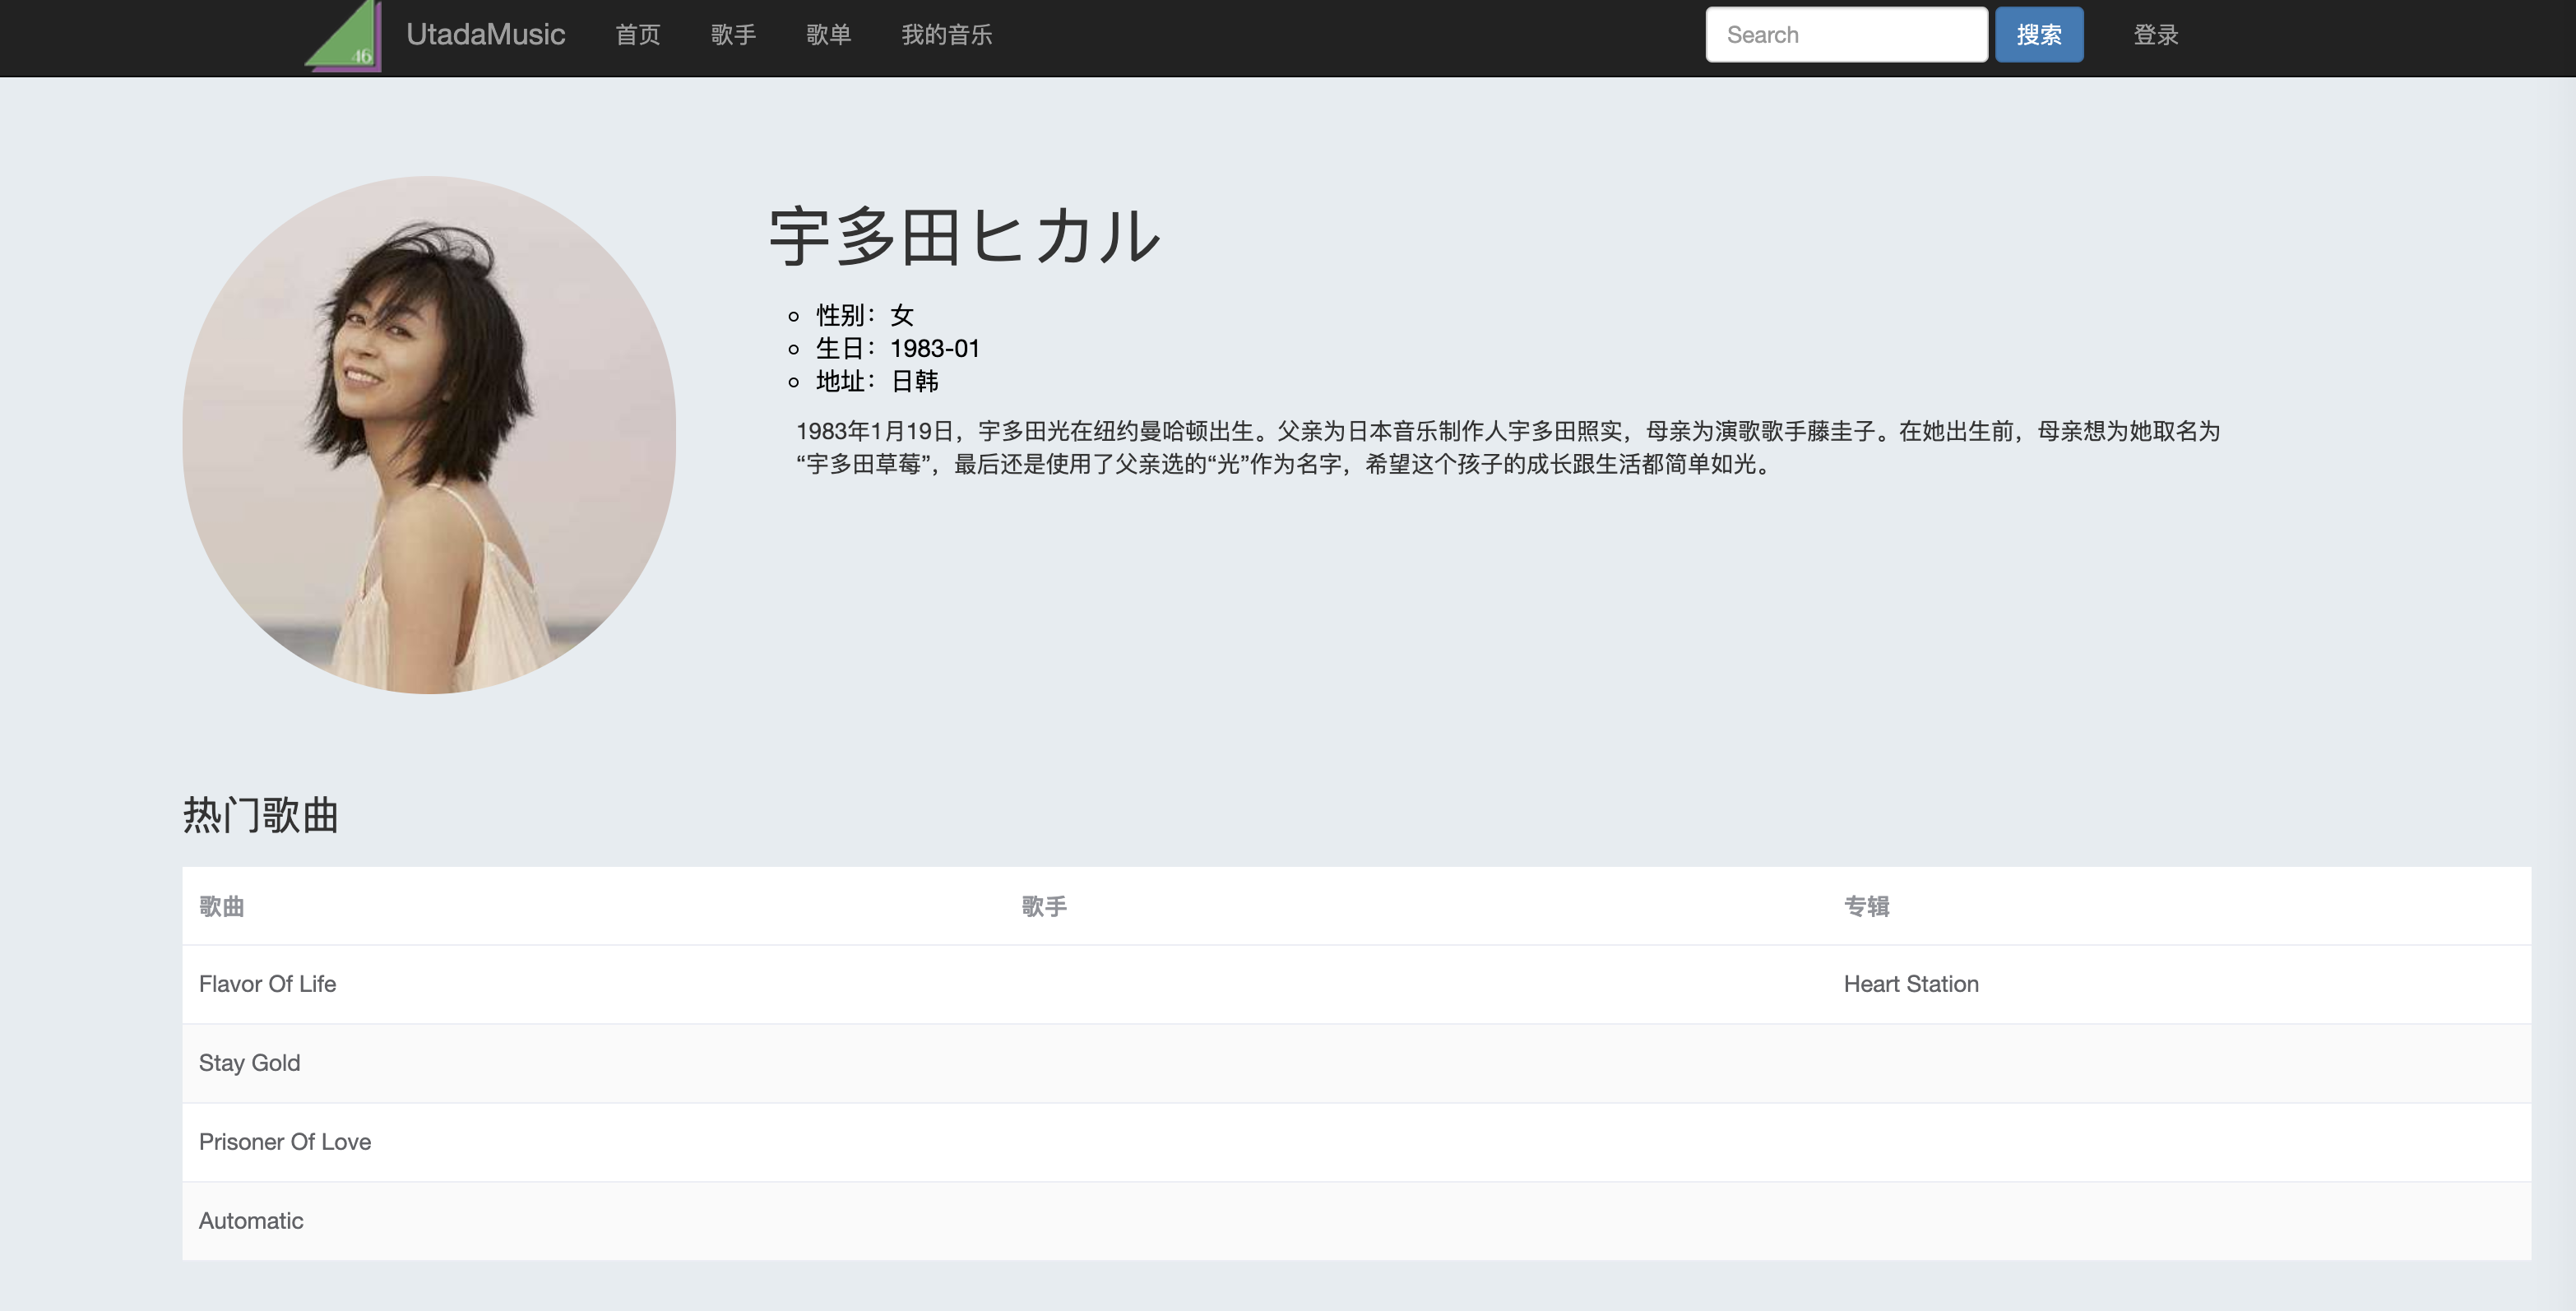 46
UtadaMusic 首页 歌手 歌单 我的音乐 Search 搜索 登录
宇多田ヒカル
性别：女
生日：1983-01
地址：日韩
1983年1月19日，宇多田光在纽约曼哈顿出生。父亲为日本音乐制作人宇多田照实，母亲为演歌歌手藤圭子。在她出生前，母亲想为她取名为
“宇多田草莓”，最后还是使用了父亲选的“光”作为名字，希望这个孩子的成长跟生活都简单如光。
热门歌曲
歌曲 歌手 专辑
Flavor Of Life Heart Station
Stay Gold
Prisoner Of Love
Automatic